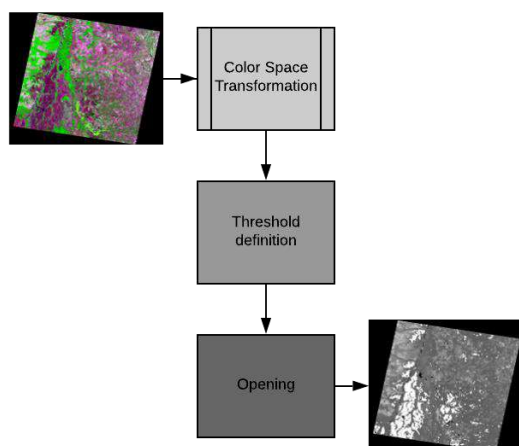 Color Space
Transformation
Threshold
definition
Opening